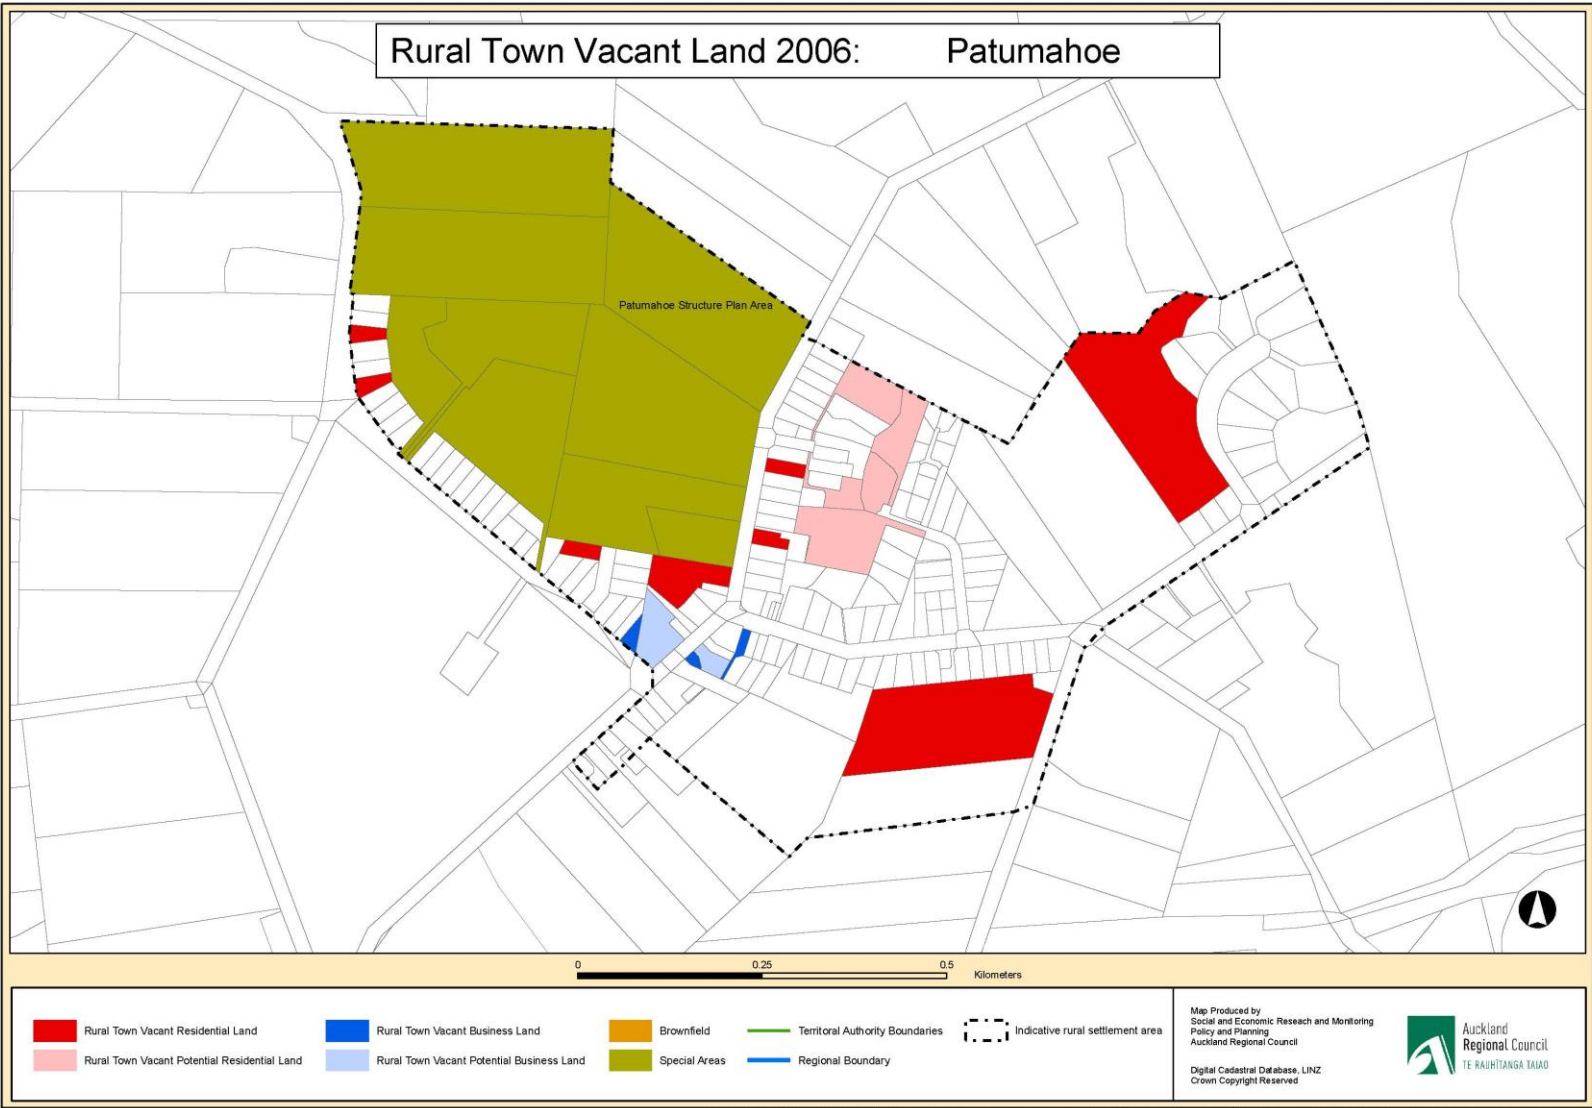 Rural Town Vacant Land 2006: Patumahoe
Patumahoe Structure Plan Area
0 0.25 0.5
Kilometers
Rural Town Vacant Residential Land
Rural Town Vacant Potential Residential Land
Rural Town Vacant Business Land
Rural Town Vacant Potential Business Land
Brownfield
Special Areas
Territoral Authority Boundaries
Regional Boundary
Indicative rural settlement area
Map Produced by
Social and Economic Reseach and Monitoring
Policy and Planning
Auckland Regional Council
Digital Cadastral Database, LINZ
Crown Copyright Reserved
Auckland
Regional Council
TE RAUHĪTANGA TAIAO